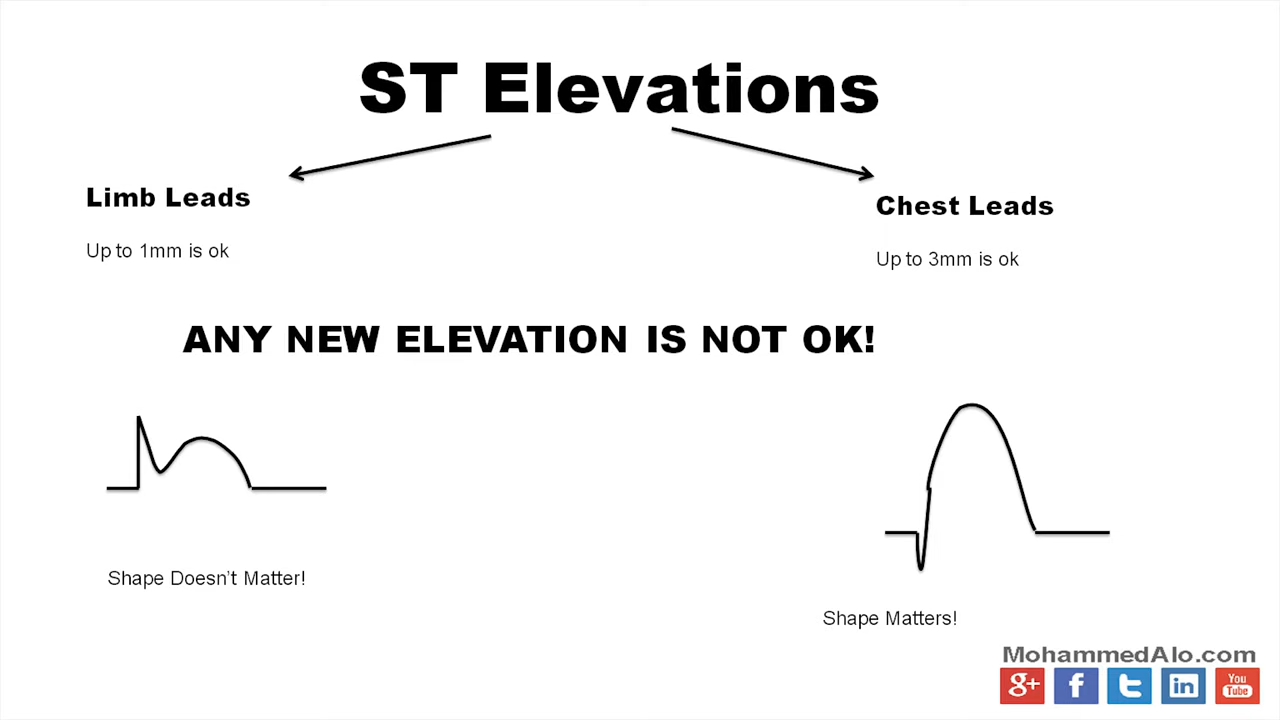 ST Elevations
Limb Leads
Up to 1mm is ok
Chest Leads
Up to 3mm is ok
ANY NEW ELEVATION IS NOT OK!
Shape Doesn't Matter!
Shape Matters!
MohammedAlo.com
g+ f t in You Tube